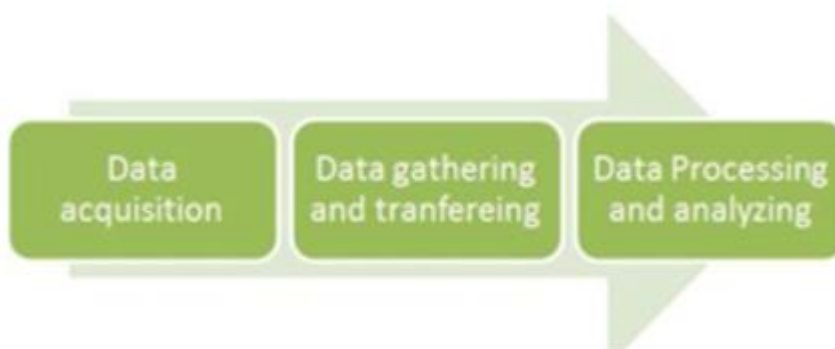 Data
acquisition
Data gathering
and tranfereing
Data Processing
and analyzing